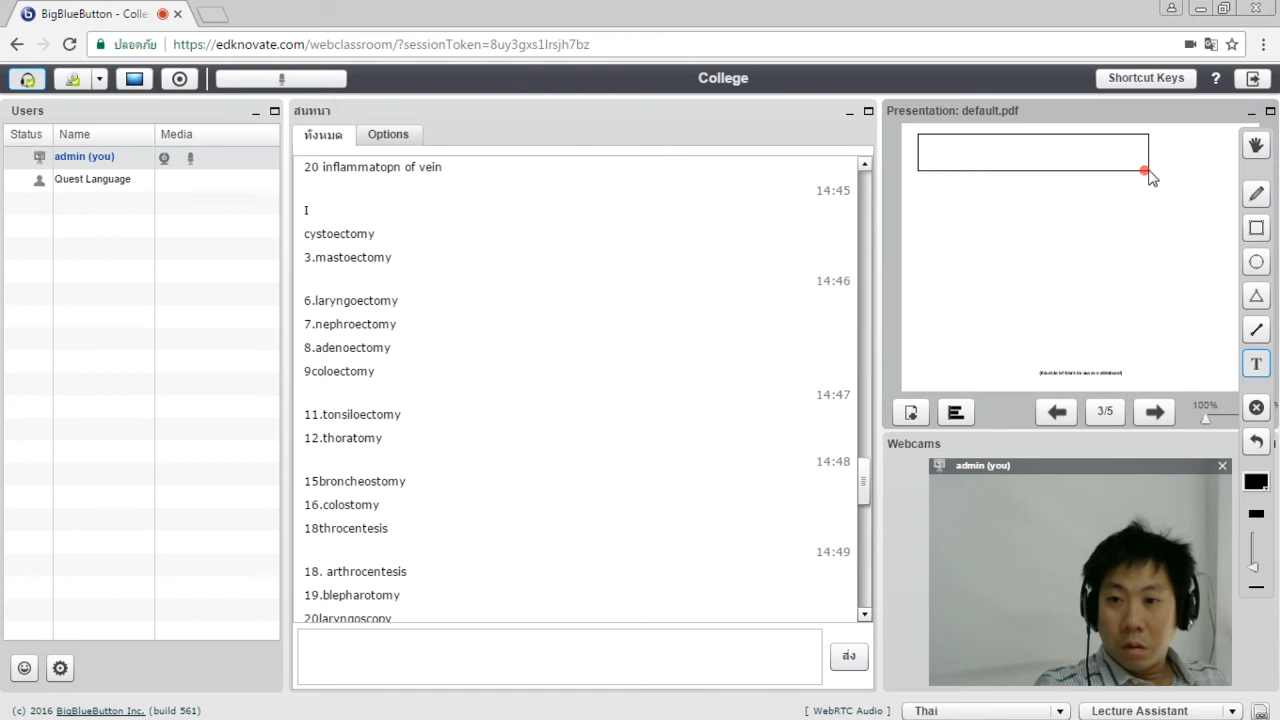 BigBlueButton - Colle
ปลอดภัย
https://edknovate.com/webclassroom/?sessionToken=8uy3gxs1lrsjh7bz
College
Shortcut Keys
?
Users
Status Name Media
admin (you)
Quest Language
สนทนา
ทั้งหมด Options
20 inflammatopn of vein
14:45
I
cystoectomy
3.mastoectomy
14:46
6.laryngoectomy
7.nephroectomy
8.adenoectomy
9coloectomy
14:47
11.tonsiloectomy
12.thoratomy
14:48
15broncheostomy
16.colostomy
18throcentesis
14:49
18. arthrocentesis
19.blepharotomy
20laryngoscopy
ส่ง
Presentation: default.pdf
T
3/5
100%
Webcams
admin (you)
(c) 2016 BigBlueButton Inc. (build 561)
[ WebRTC Audio ]
Thai
Lecture Assistant